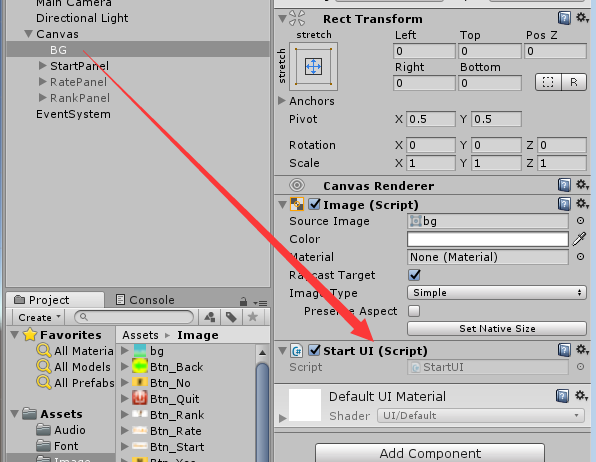 Main Camera
Directional Light
Canvas
BG
StartPanel
RatePanel
RankPanel
EventSystem
Rect Transform
stretch
stretch
Left Top Pos Z
0 0 0
Right Bottom
0 0 R
Anchors
Pivot X 0.5 Y 0.5
Rotation X 0 Y 0 Z 0
Scale X 1 Y 1 Z 1
Canvas Renderer
Image (Script)
Source Image bg
Color
Material None (Material)
Raycast Target
Image Type Simple
Preserve Aspect
Set Native Size
Start UI (Script)
Script StartUI
Default UI Material
Shader UI/Default
Add Component
Project Console
Create
Favorites
All Materia
All Models
All Prefabs
Assets
Audio
Font
Image
Assets Image
bg
Btn_Back
Btn_No
Btn_Quit
Btn_Rank
Btn_Rate
Btn_Start
Btn_Yes